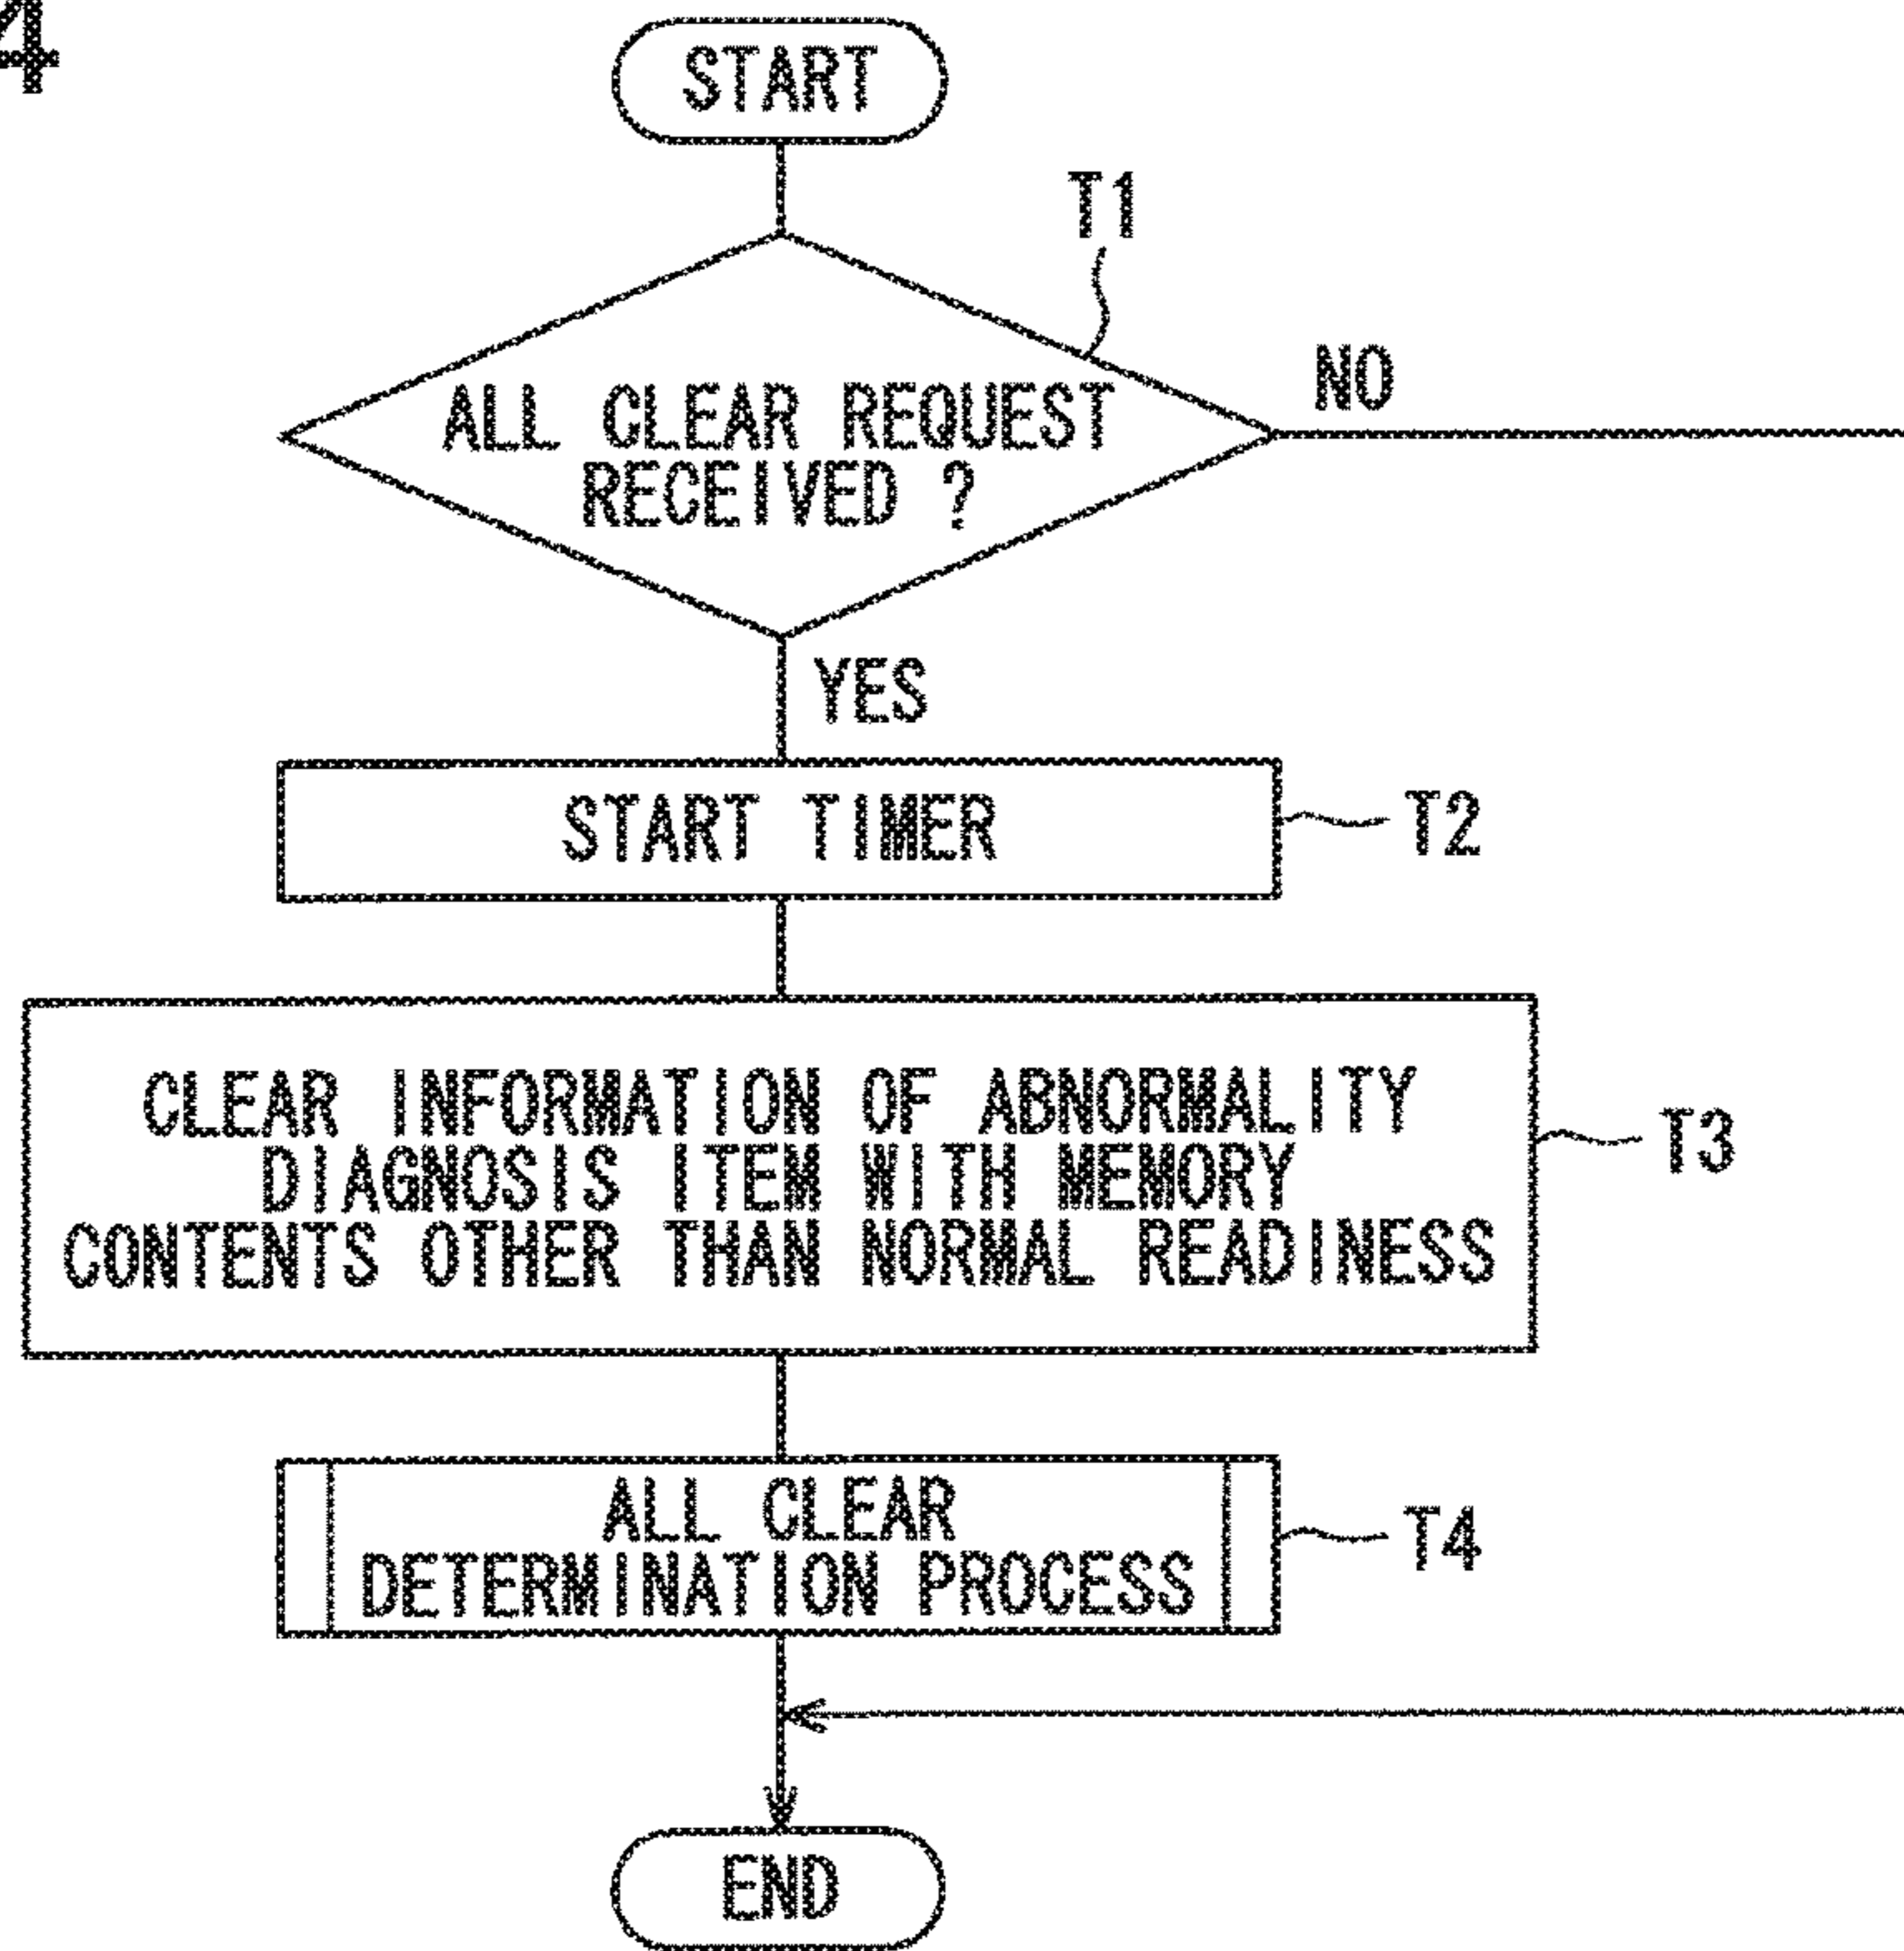 4
START
T1
ALL CLEAR REQUEST
RECEIVED ?
NO
YES
START TIMER
T2
CLEAR INFORMATION OF ABNORMALITY
DIAGNOSIS ITEM WITH MEMORY
CONTENTS OTHER THAN NORMAL READINESS
T3
ALL CLEAR
DETERMINATION PROCESS
T4
END